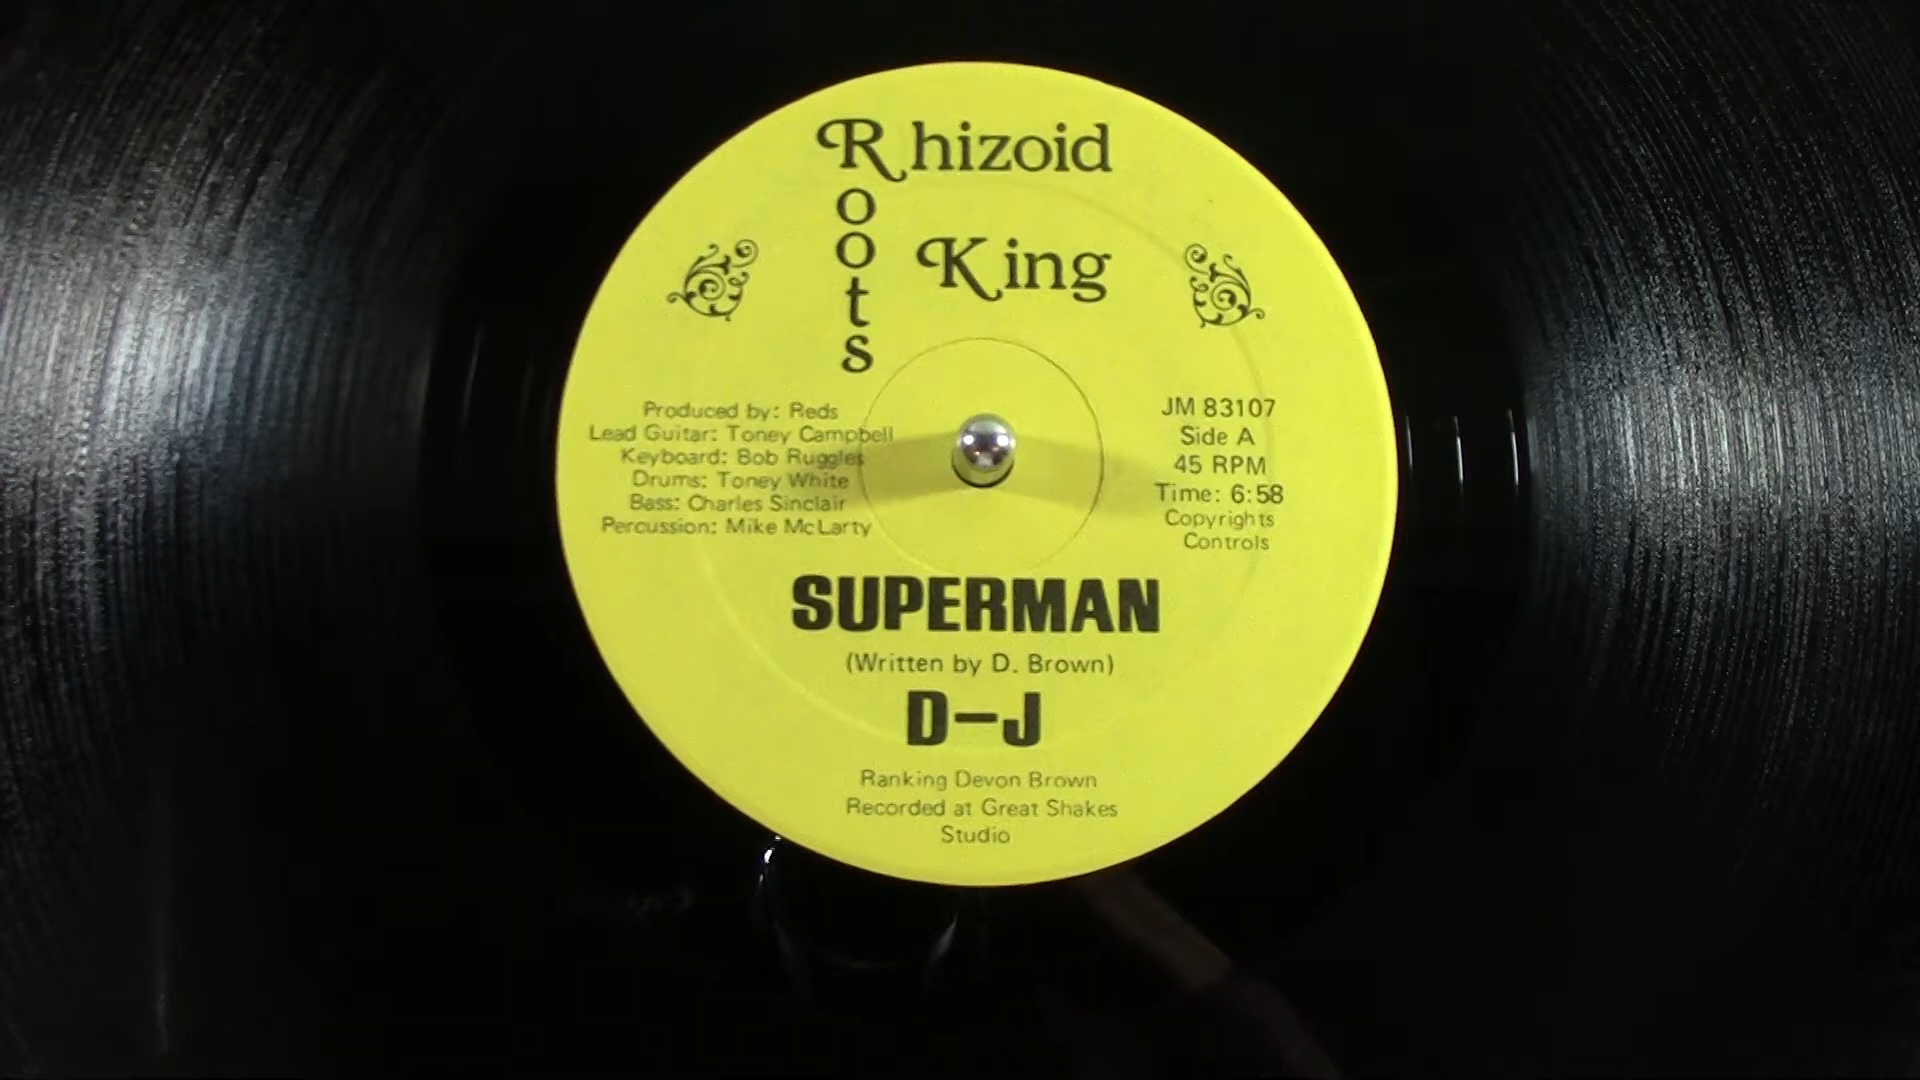 Rhizoid
Roots
King
Produced by: Reds
Lead Guitar: Toney Campbell
Keyboard: Bob Ruggles
Drums: Toney White
Bass: Charles Sinclair
Percussion: Mike McLarty
JM 83107
Side A
45 RPM
Time: 6:58
Copyrights
Controls
SUPERMAN
(Written by D. Brown)
D-J
Ranking Devon Brown
Recorded at Great Shakes
Studio